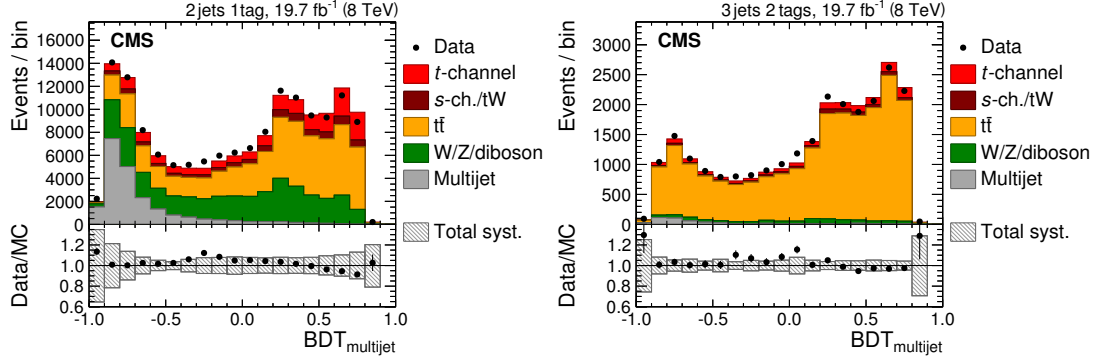 2 jets 1 tag, 19.7 fb⁻¹ (8 TeV)
CMS
Events / bin
16000
14000
12000
10000
8000
6000
4000
2000
0
Data
t-channel
s-ch./tW
tt̄
W/Z/diboson
Multijet
Data/MC
1.2
1.0
0.8
0.6
Total syst.
-1.0 -0.5 0.0 0.5 1.0
BDT_multijet
3 jets 2 tags, 19.7 fb⁻¹ (8 TeV)
CMS
Events / bin
3000
2500
2000
1500
1000
500
0
Data
t-channel
s-ch./tW
tt̄
W/Z/diboson
Multijet
Data/MC
1.2
1.0
0.8
0.6
Total syst.
-1.0 -0.5 0.0 0.5 1.0
BDT_multijet